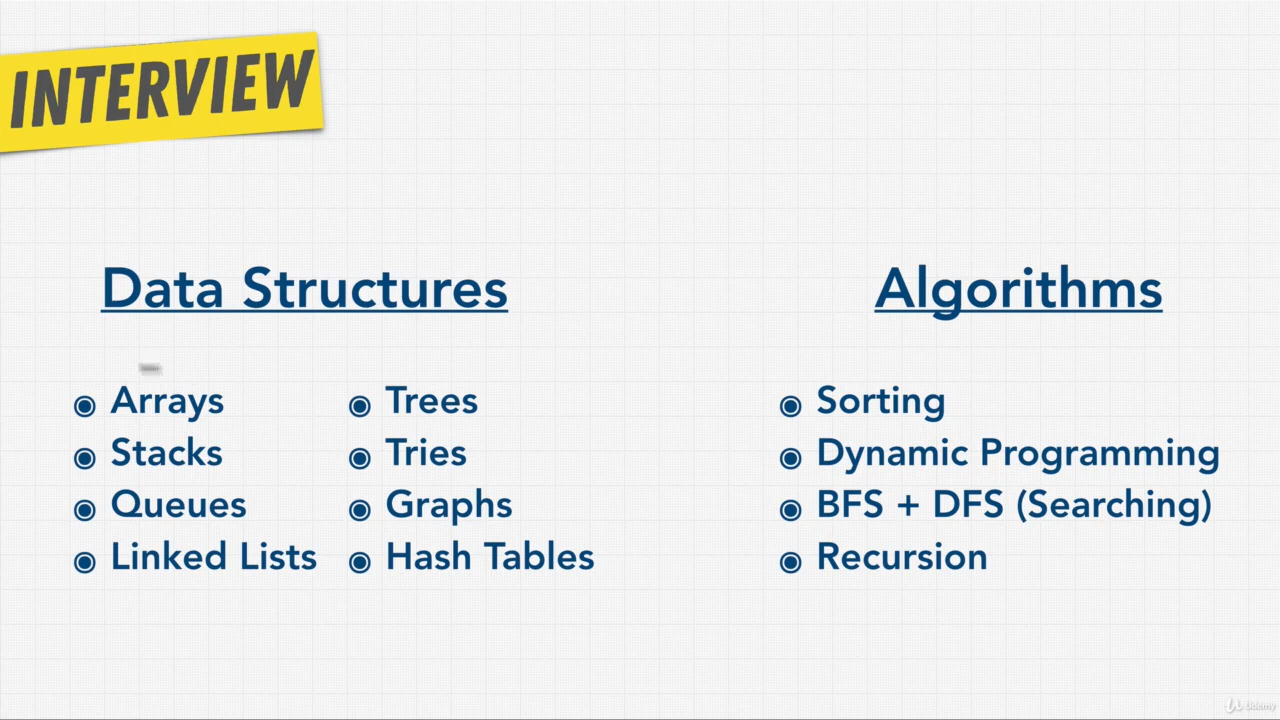 INTERVIEW
Data Structures
Arrays
Stacks
Queues
Linked Lists
Trees
Tries
Graphs
Hash Tables
Algorithms
Sorting
Dynamic Programming
BFS + DFS (Searching)
Recursion
Udemy